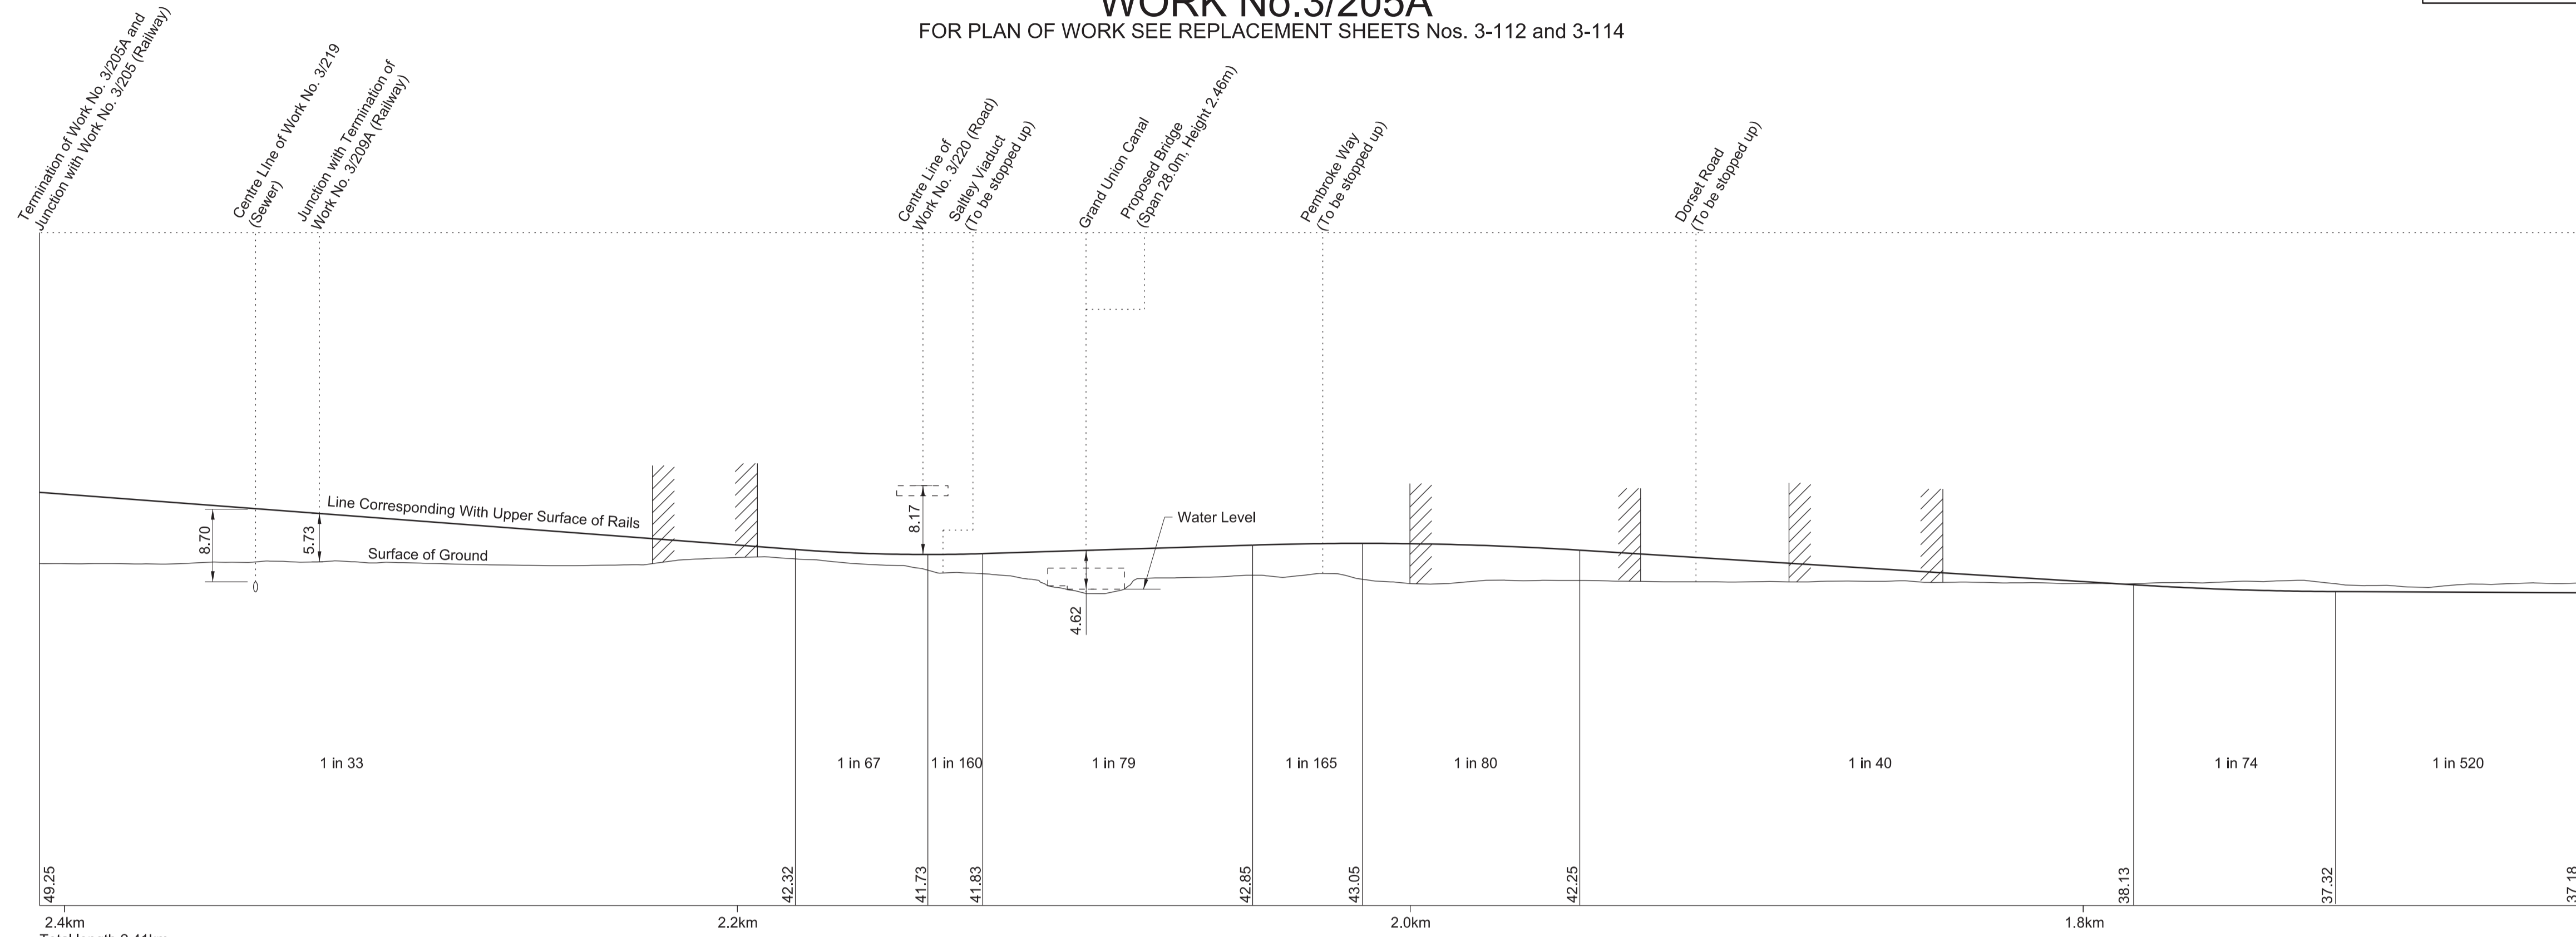 WORK No.3/205A
FOR PLAN OF WORK SEE REPLACEMENT SHEETS Nos. 3-112 and 3-114
Termination of Work No. 3/205A and
Junction with Work No. 3/205 (Railway)
Centre LIne of Work No. 3/219
(Sewer)
Junction with Termination of
Work No. 3/209A (Railway)
Centre Line of
Work No. 3/220 (Road)
Saltley Viaduct
(To be stopped up)
Grand Union Canal
Proposed Bridge
(Span 28.0m, Height 2.46m)
Pembroke Way
(To be stopped up)
Dorset Road
(To be stopped up)
Line Corresponding With Upper Surface of Rails
Surface of Ground
8.70
5.73
8.17
4.62
Water Level
1 in 33
1 in 67
1 in 160
1 in 79
1 in 165
1 in 80
1 in 40
1 in 74
1 in 520
49.25
42.32
41.73
41.83
42.85
43.05
42.25
38.13
37.32
37.18
2.4km
2.2km
2.0km
1.8km
Total length 2.41km